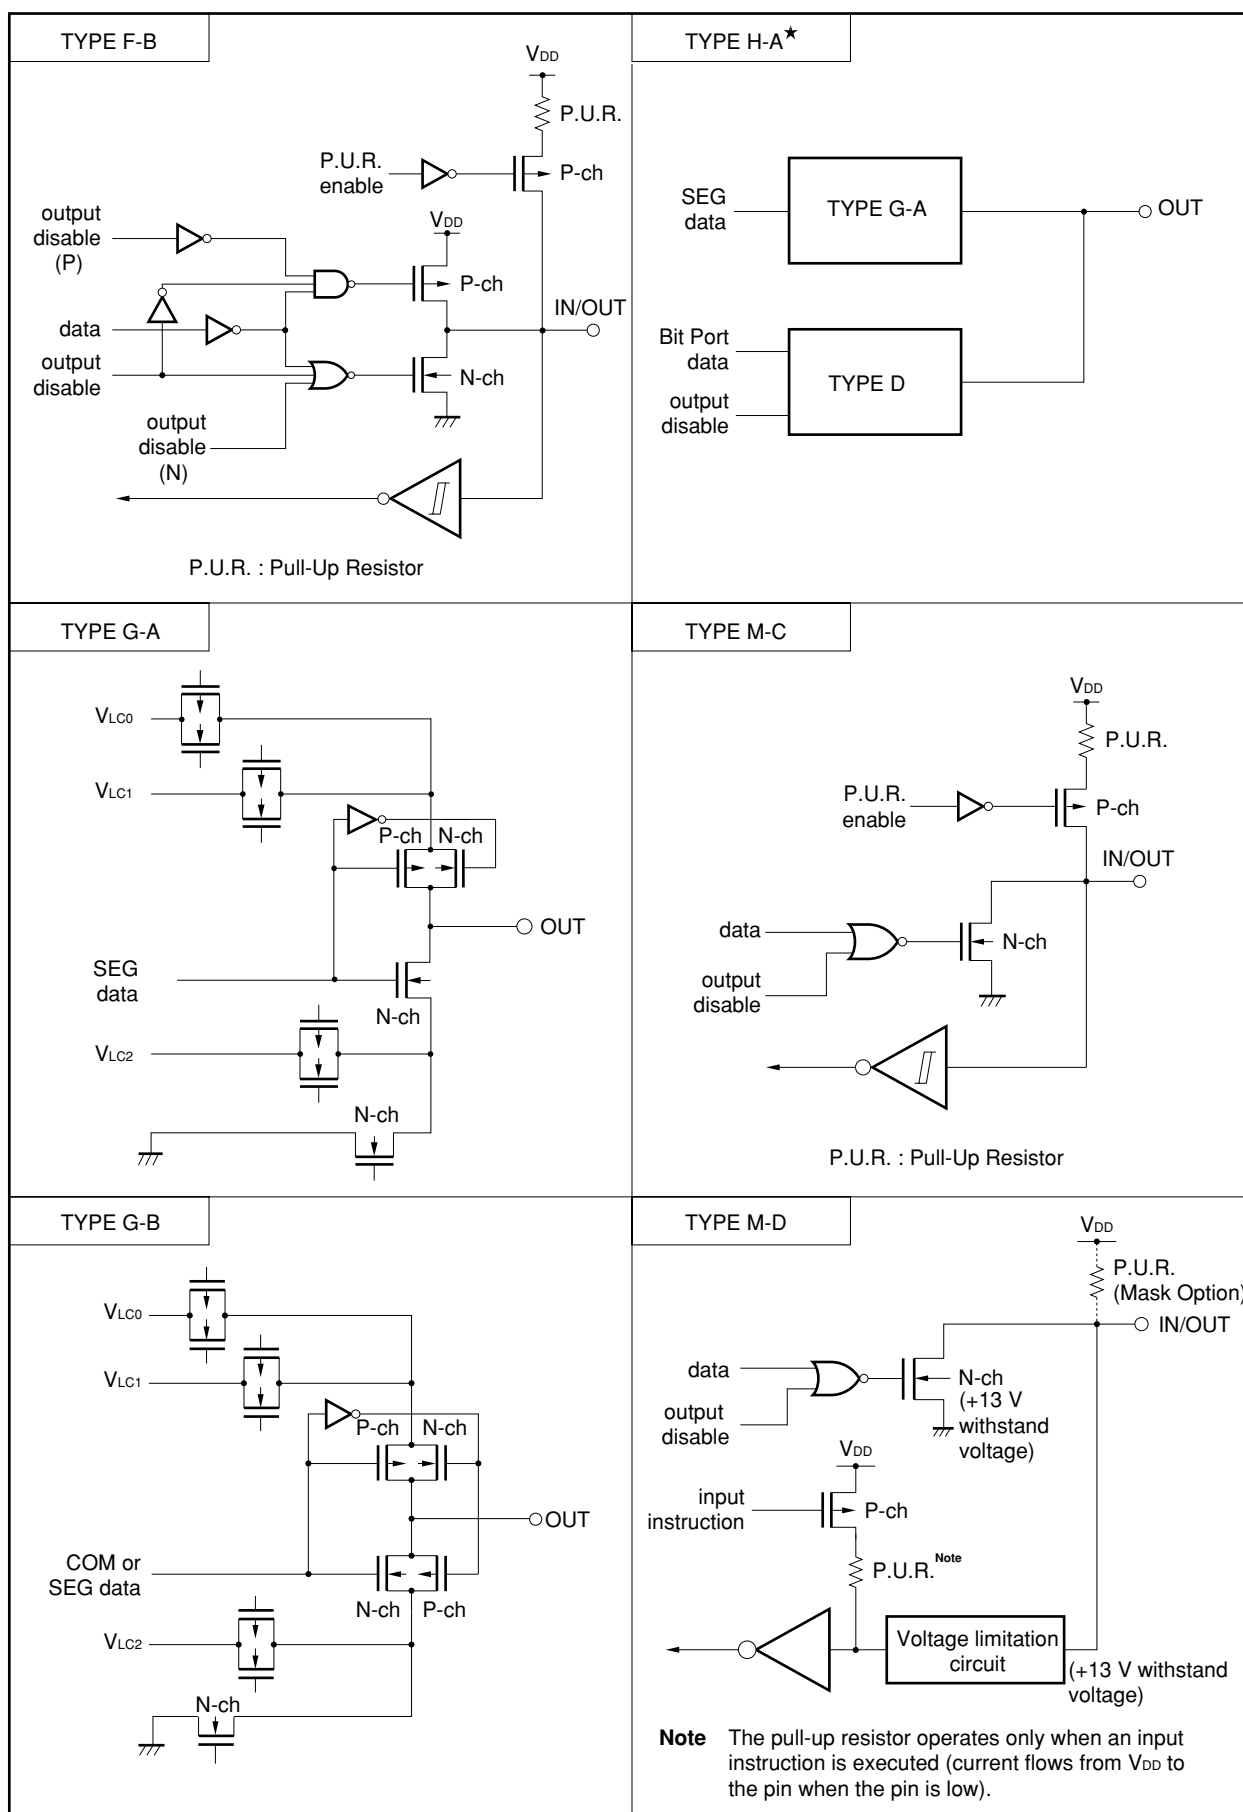 TYPE F-B
VDD
P.U.R.
P.U.R.
enable
P-ch
output
disable
(P)
VDD
P-ch
IN/OUT
data
output
disable
N-ch
output
disable
(N)
P.U.R. : Pull-Up Resistor
TYPE H-A★
SEG
data
TYPE G-A
OUT
Bit Port
data
TYPE D
output
disable
TYPE G-A
VLC0
VLC1
P-ch N-ch
OUT
SEG
data
N-ch
VLC2
N-ch
TYPE M-C
VDD
P.U.R.
P.U.R.
enable
P-ch
IN/OUT
data
N-ch
output
disable
P.U.R. : Pull-Up Resistor
TYPE G-B
VLC0
VLC1
P-ch N-ch
OUT
COM or
SEG data
N-ch P-ch
VLC2
N-ch
TYPE M-D
VDD
P.U.R.
(Mask Option)
IN/OUT
data
N-ch
(+13 V
withstand
voltage)
output
disable
VDD
input
instruction
P-ch
P.U.R.Note
Voltage limitation
circuit
(+13 V withstand
voltage)
Note The pull-up resistor operates only when an input
instruction is executed (current flows from VDD to
the pin when the pin is low).